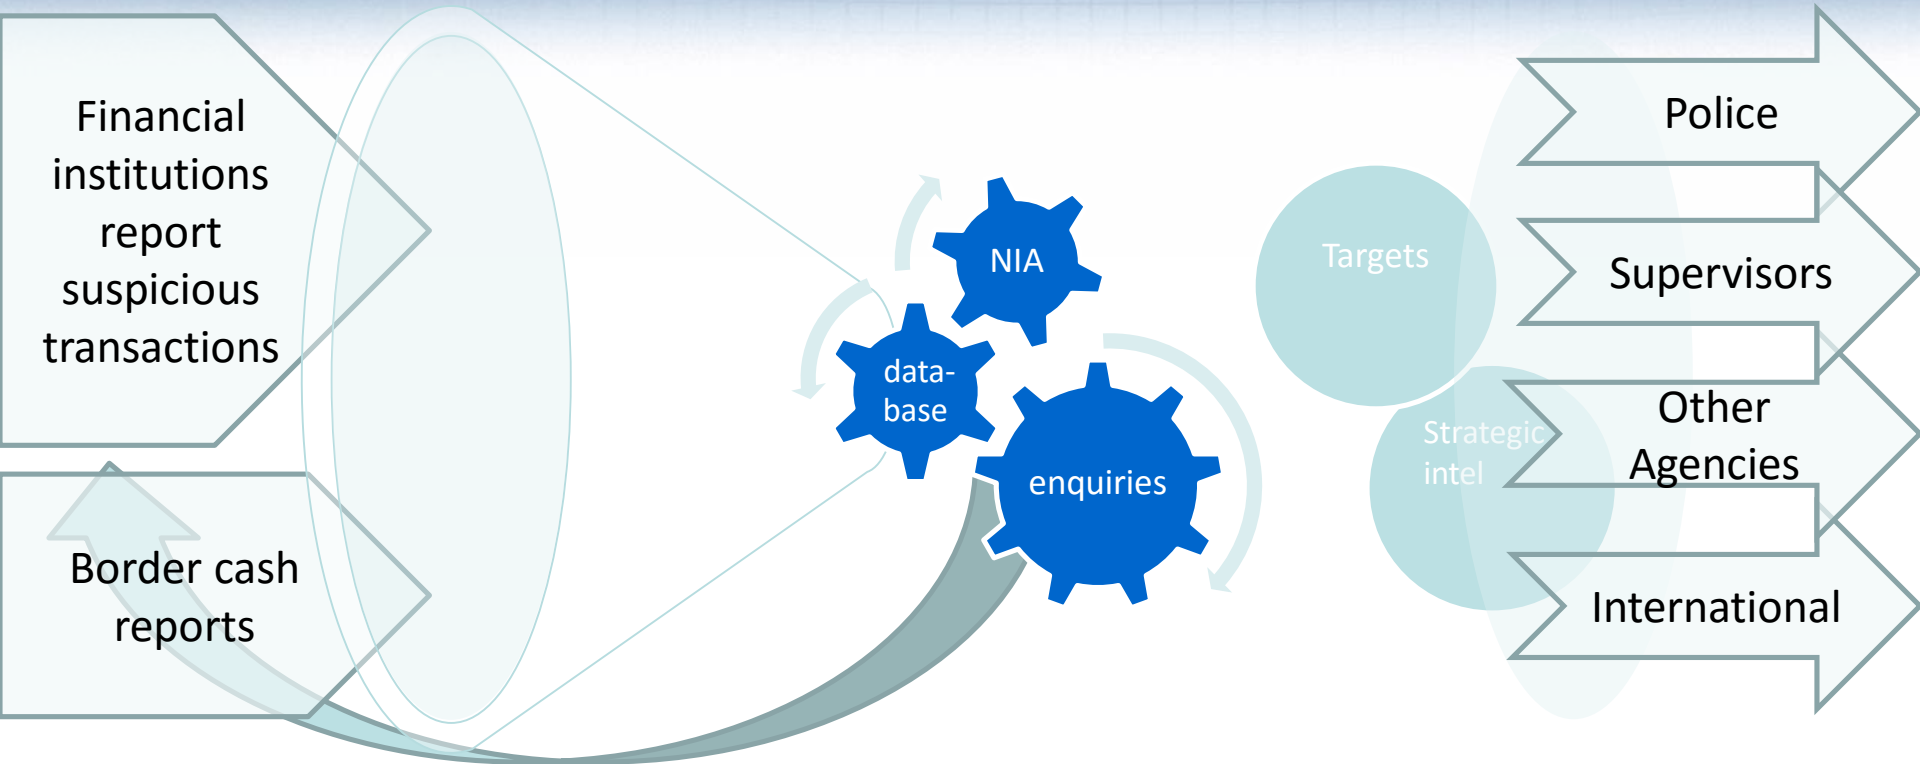 Financial
institutions
report
suspicious
transactions
Border cash
reports
NIA
data-
base
enquiries
Targets
Strategic
intel
Police
Supervisors
Other
Agencies
International